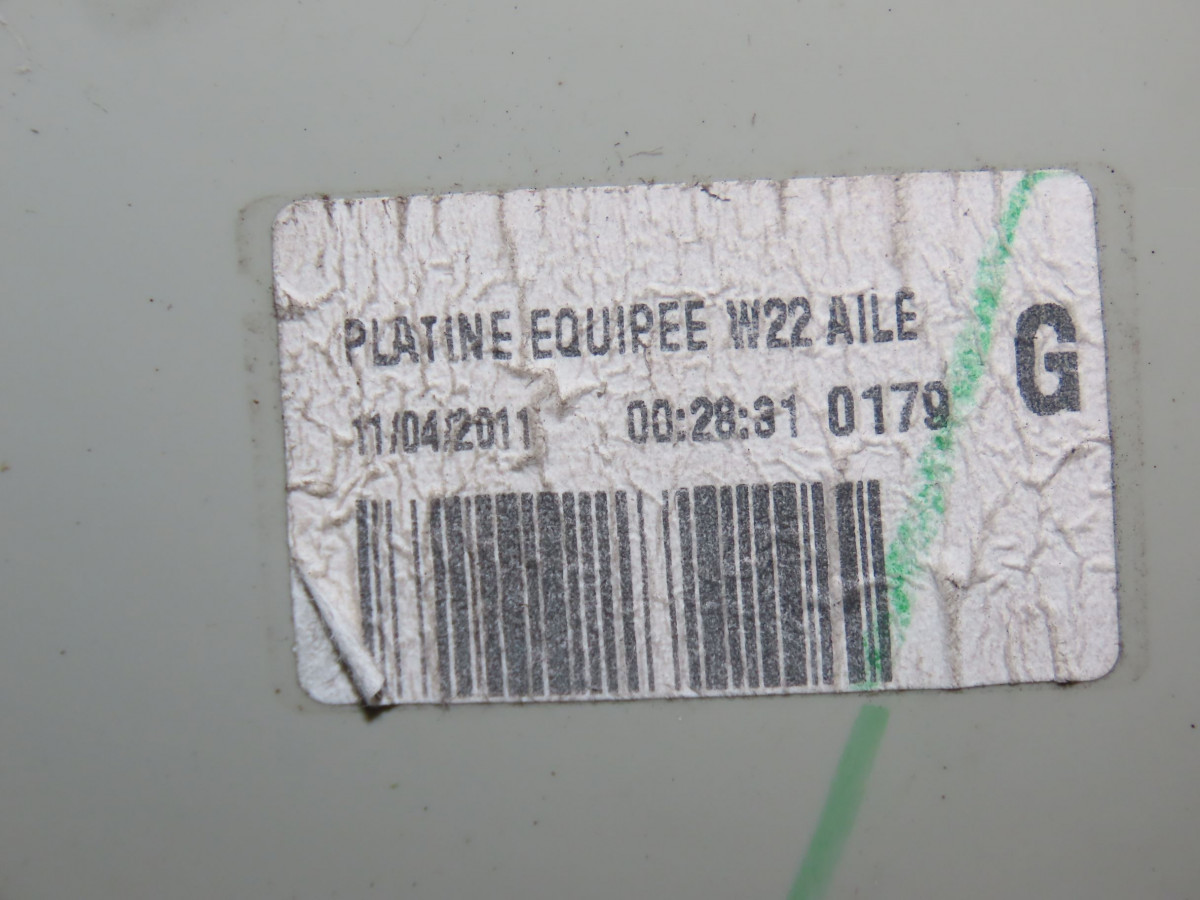 PLATINE EQUIPEE W22 AILE
G
11/04/2011 00:28:31 0179